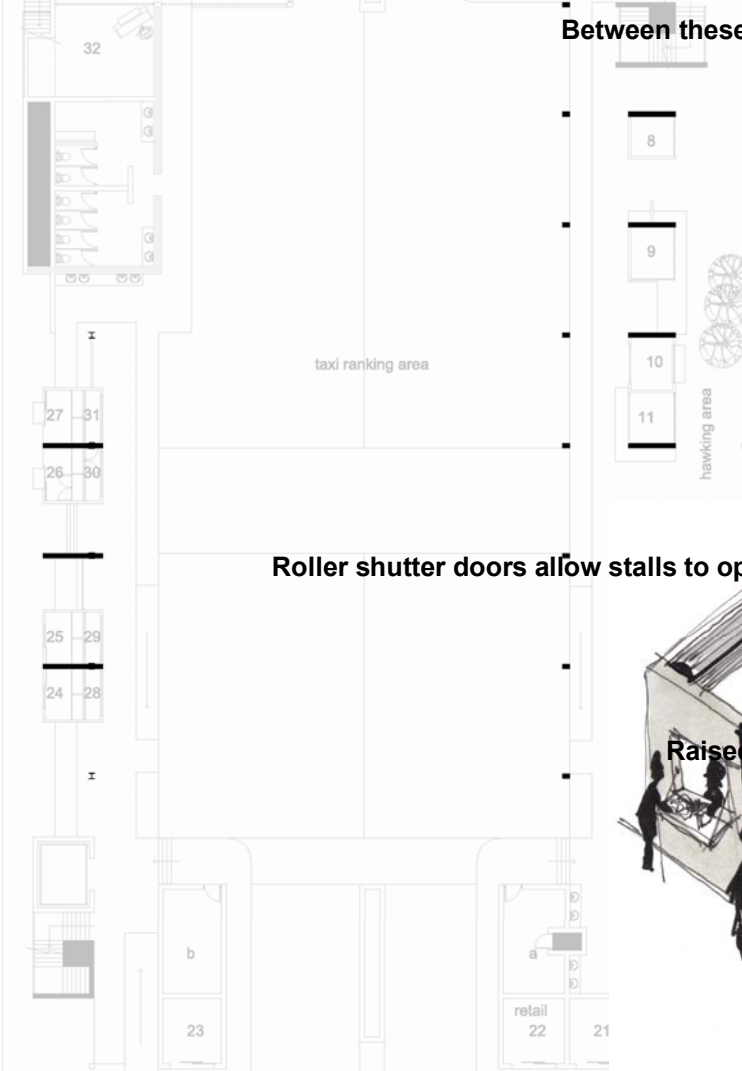 Between these
32
8
9
taxi ranking area
10
27 31
11
hawking area
26 30
Roller shutter doors allow stalls to op
25 29
24 28
Raised
b
a
retail
23
22
21